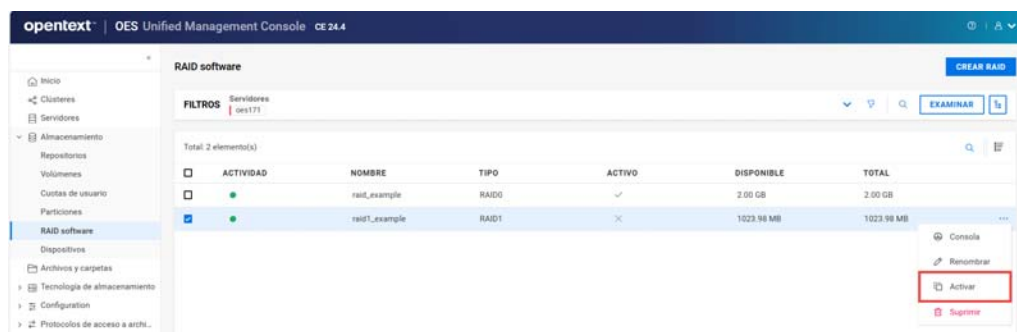 opentext | OES Unified Management Console CE 24.4
Inicio
Clústeres
Servidores
Almacenamiento
Repositorios
Volúmenes
Cuotas de usuario
Particiones
RAID software
Dispositivos
Archivos y carpetas
Tecnología de almacenamiento
Configuration
Protocolos de acceso a archi...
RAID software
CREAR RAID
FILTROS
Servidores
oes171
EXAMINAR
Total: 2 elemento(s)
ACTIVIDAD NOMBRE TIPO ACTIVO DISPONIBLE TOTAL
raid_example RAID0 2.00 GB 2.00 GB
raid1_example RAID1 1023.98 MB 1023.98 MB
Consola
Renombrar
Activar
Suprimir